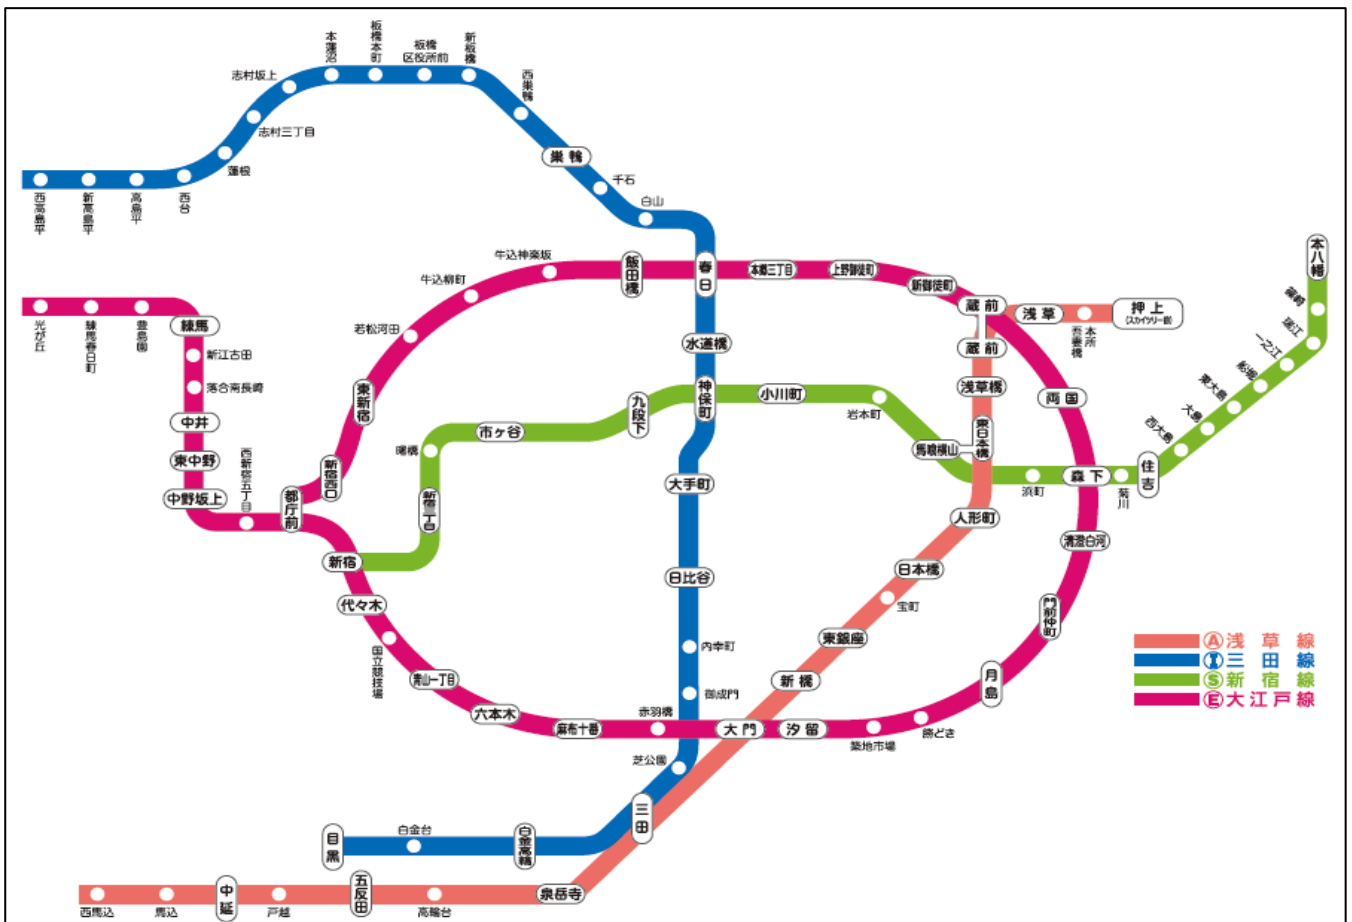 本蓮沼
板橋本町
板橋
区役所前
新板橋
西巣鴨
志村坂上
志村三丁目
蓮根
巣鴨
千石
白山
西高島平
新高島平
高島平
西台
牛込神楽坂
牛込柳町
若松河田
飯田橋
春日
本郷三丁目
上野御徒町
新御徒町
蔵前
蔵前
浅草
本所
吾妻橋
押上
(スカイツリー前)
本八幡
篠崎
瑞江
一之江
船堀
東大島
大島
西大島
住吉
菊川
森下
浜町
馬喰横山
東日本橋
浅草橋
両国
岩本町
小川町
神保町
水道橋
九段下
市ヶ谷
曙橋
新宿三丁目
東新宿
新宿西口
都庁前
新宿
光が丘
練馬春日町
豊島園
練馬
新江古田
落合南長崎
中井
東中野
中野坂上
西新宿五丁目
代々木
国立競技場
青山一丁目
六本木
麻布十番
赤羽橋
大門
汐留
築地市場
勝どき
月島
門前仲町
清澄白河
人形町
日本橋
宝町
東銀座
新橋
大手町
日比谷
内幸町
御成門
芝公園
三田
白金高輪
白金台
目黒
泉岳寺
高輪台
五反田
戸越
中延
馬込
西馬込
A 浅草線
I 三田線
S 新宿線
E 大江戸線